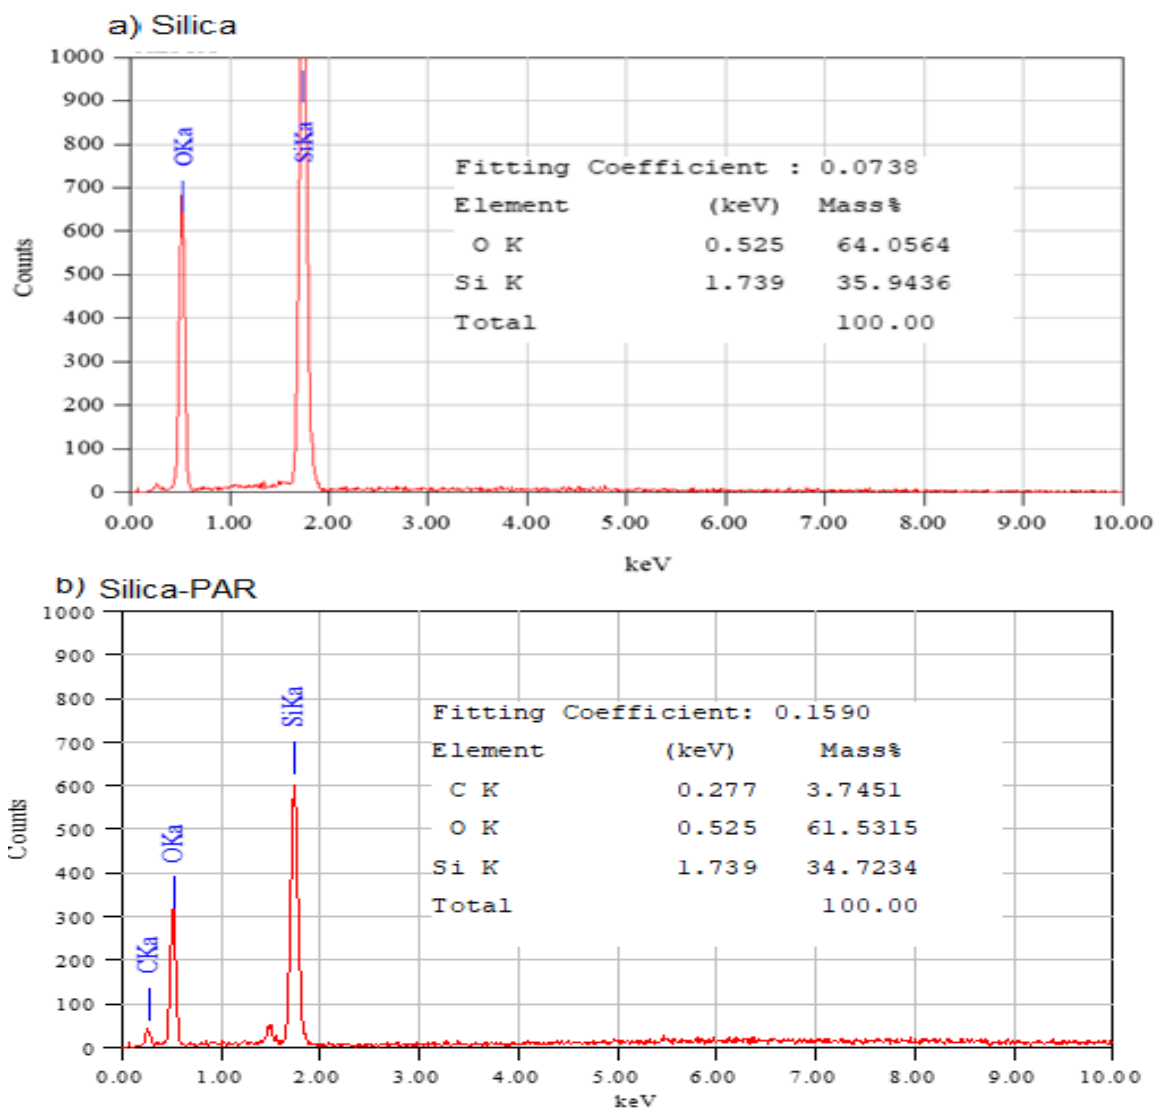 a) Silica
1000
900
800
700
600
500
400
300
200
100
0
Counts
OKa
SiKa
Fitting Coefficient : 0.0738
Element (keV) Mass%
O K 0.525 64.0564
Si K 1.739 35.9436
Total 100.00
0.00 1.00 2.00 3.00 4.00 5.00 6.00 7.00 8.00 9.00 10.00
keV
b) Silica-PAR
1000
900
800
700
600
500
400
300
200
100
0
Counts
CKa
OKa
SiKa
Fitting Coefficient: 0.1590
Element (keV) Mass%
C K 0.277 3.7451
O K 0.525 61.5315
Si K 1.739 34.7234
Total 100.00
0.00 1.00 2.00 3.00 4.00 5.00 6.00 7.00 8.00 9.00 10.00
keV